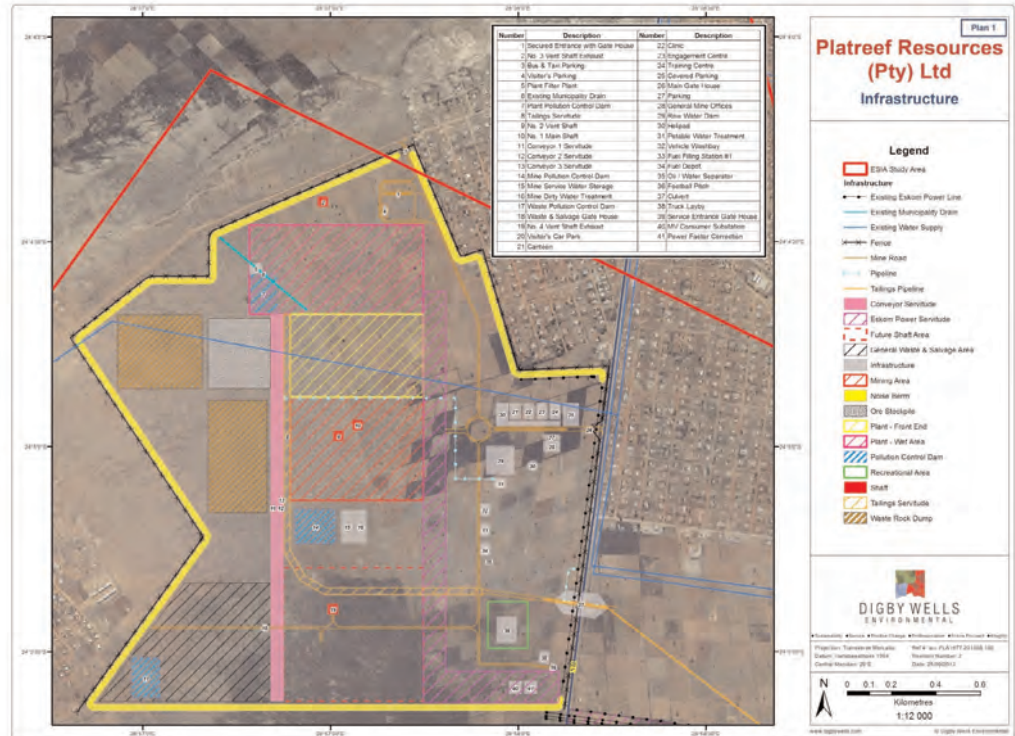 Plan 1
Platreef Resources
(Pty) Ltd
Infrastructure
Number Description Number Description
1 Secured Entrance with Gate House 22 Clinic
2 No. 3 Vent Shaft Exhaust 23 Engagement Centre
3 Bus & Taxi Parking 24 Training Centre
4 Visitor's Parking 25 Covered Parking
5 Plant Filter Plant 26 Main Gate House
6 Existing Municipality Drain 27 Parking
7 Plant Pollution Control Dam 28 General Mine Offices
8 Tailings Servitude 29 Raw Water Dam
9 No. 2 Vent Shaft 30 Helipad
10 No. 1 Main Shaft 31 Potable Water Treatment
11 Conveyor 1 Servitude 32 Vehicle Washbay
12 Conveyor 2 Servitude 33 Fuel Filling Station #1
13 Conveyor 3 Servitude 34 Fuel Depot
14 Mine Pollution Control Dam 35 Oil / Water Separator
15 Mine Service Water Storage 36 Football Pitch
16 Mine Dirty Water Treatment 37 Culvert
17 Waste Pollution Control Dam 38 Truck Layby
18 Waste & Salvage Gate House 39 Service Entrance Gate House
19 No. 4 Vent Shaft Exhaust 40 MV Consumer Substation
20 Visitor's Car Park 41 Power Factor Correction
21 Canteen
Legend
ESIA Study Area
Infrastructure
Existing Eskom Power Line
Existing Municipality Drain
Existing Water Supply
Fence
Mine Road
Pipeline
Tailings Pipeline
Conveyor Servitude
Eskom Power Servitude
Future Shaft Area
General Waste & Salvage Area
Infrastructure
Mining Area
Noise Berm
Ore Stockpile
Plant - Front End
Plant - Wet Area
Pollution Control Dam
Recreational Area
Shaft
Tailings Servitude
Waste Rock Dump
DIGBY WELLS
ENVIRONMENTAL
N
0 0.1 0.2 0.4 0.6
Kilometres
1:12 000
www.digbywells.com © Digby Wells Environmental